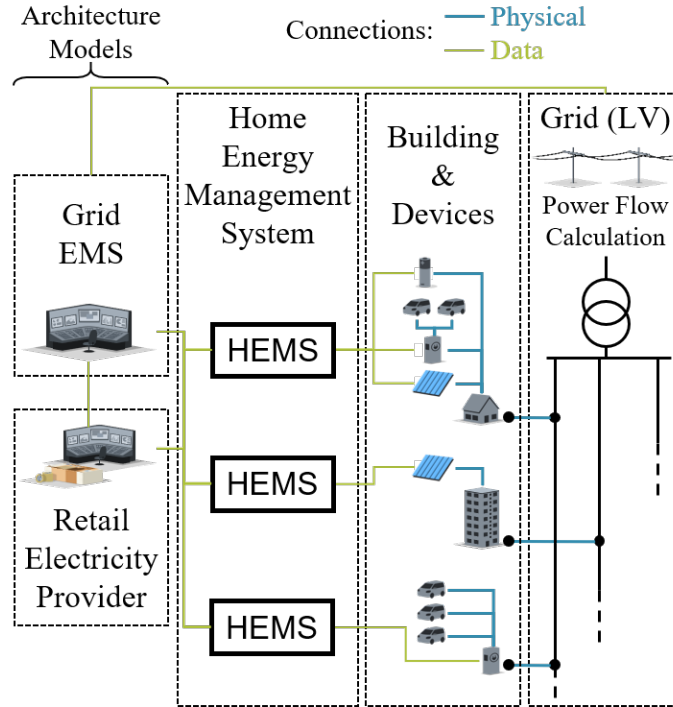 Architecture
Models
Connections:
Physical
Data
Grid
EMS
Retail
Electricity
Provider
Home
Energy
Management
System
HEMS
HEMS
HEMS
Building
&
Devices
Grid (LV)
Power Flow
Calculation